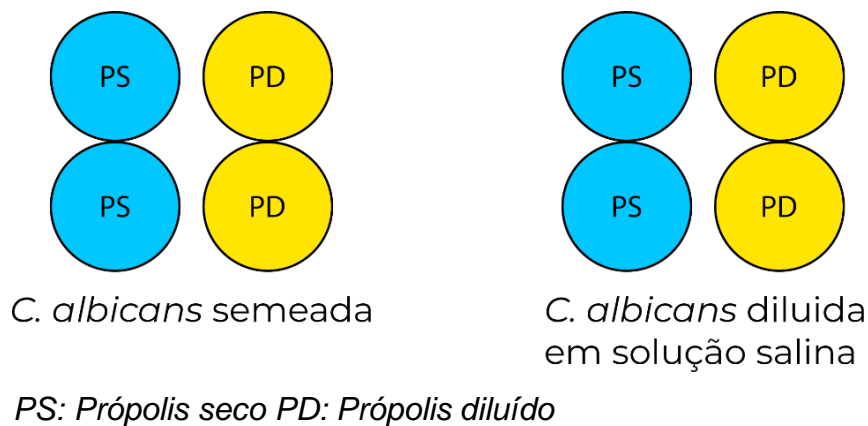 PS PD PS PD
PS PD PS PD
C. albicans semeada
C. albicans diluida
em solução salina
PS: Própolis seco PD: Própolis diluído